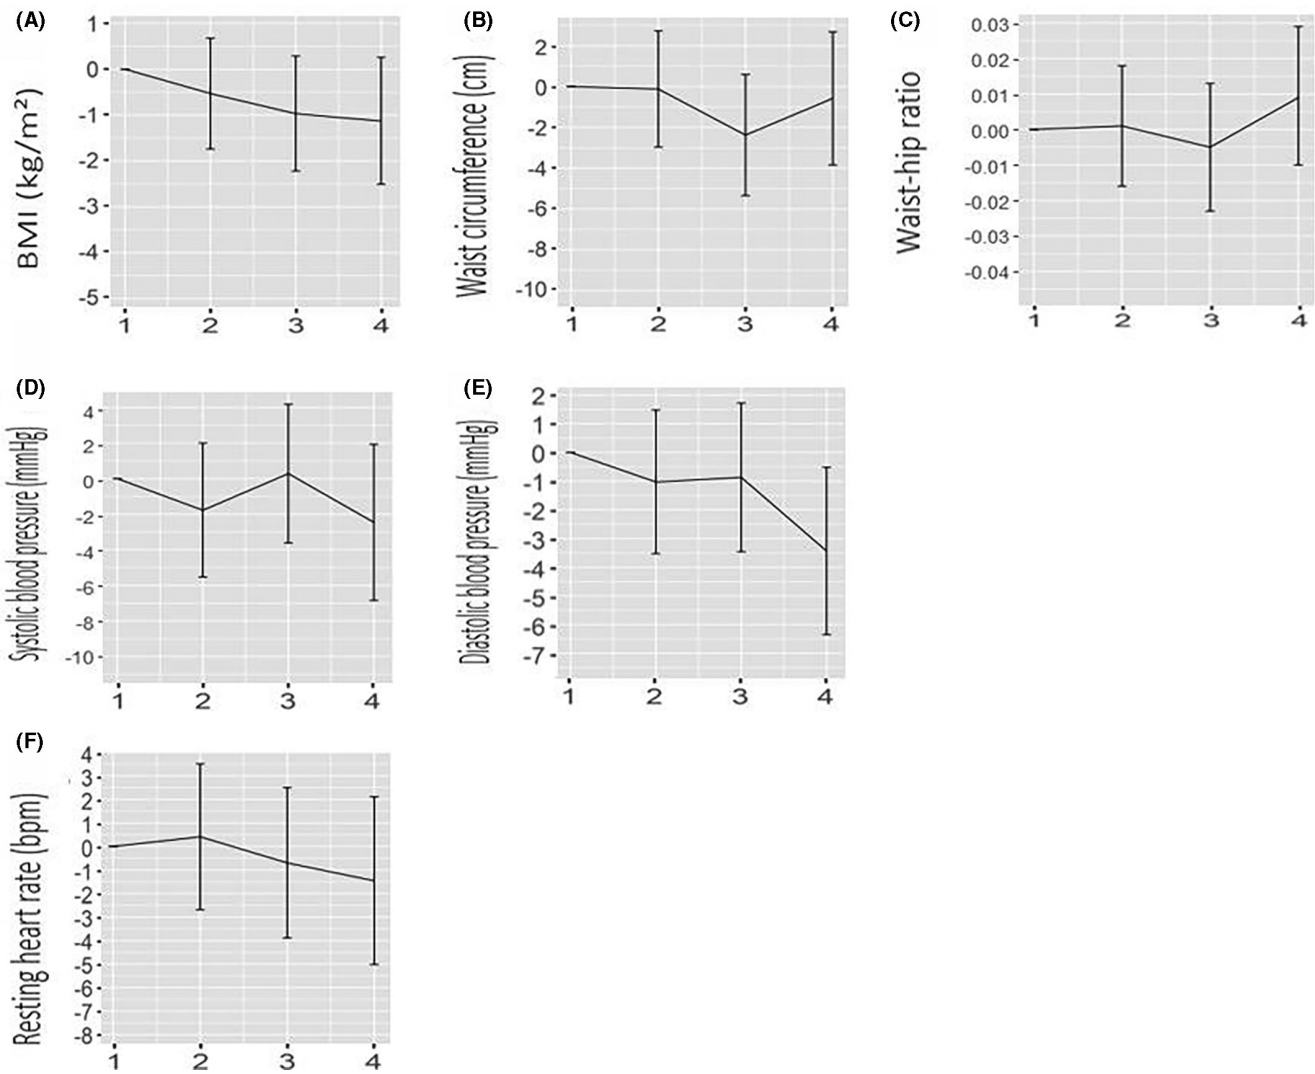 (A)
BMI (kg/m²)
1
0
-1
-2
-3
-4
-5
1 2 3 4
(B)
Waist circumference (cm)
2
0
-2
-4
-6
-8
-10
1 2 3 4
(C)
Waist-hip ratio
0.03
0.02
0.01
0.00
-0.01
-0.02
-0.03
-0.04
1 2 3 4
(D)
Systolic blood pressure (mmHg)
4
2
0
-2
-4
-6
-8
-10
1 2 3 4
(E)
Diastolic blood pressure (mmHg)
2
1
0
-1
-2
-3
-4
-5
-6
-7
1 2 3 4
(F)
Resting heart rate (bpm)
4
3
2
1
0
-1
-2
-3
-4
-5
-6
-7
-8
1 2 3 4